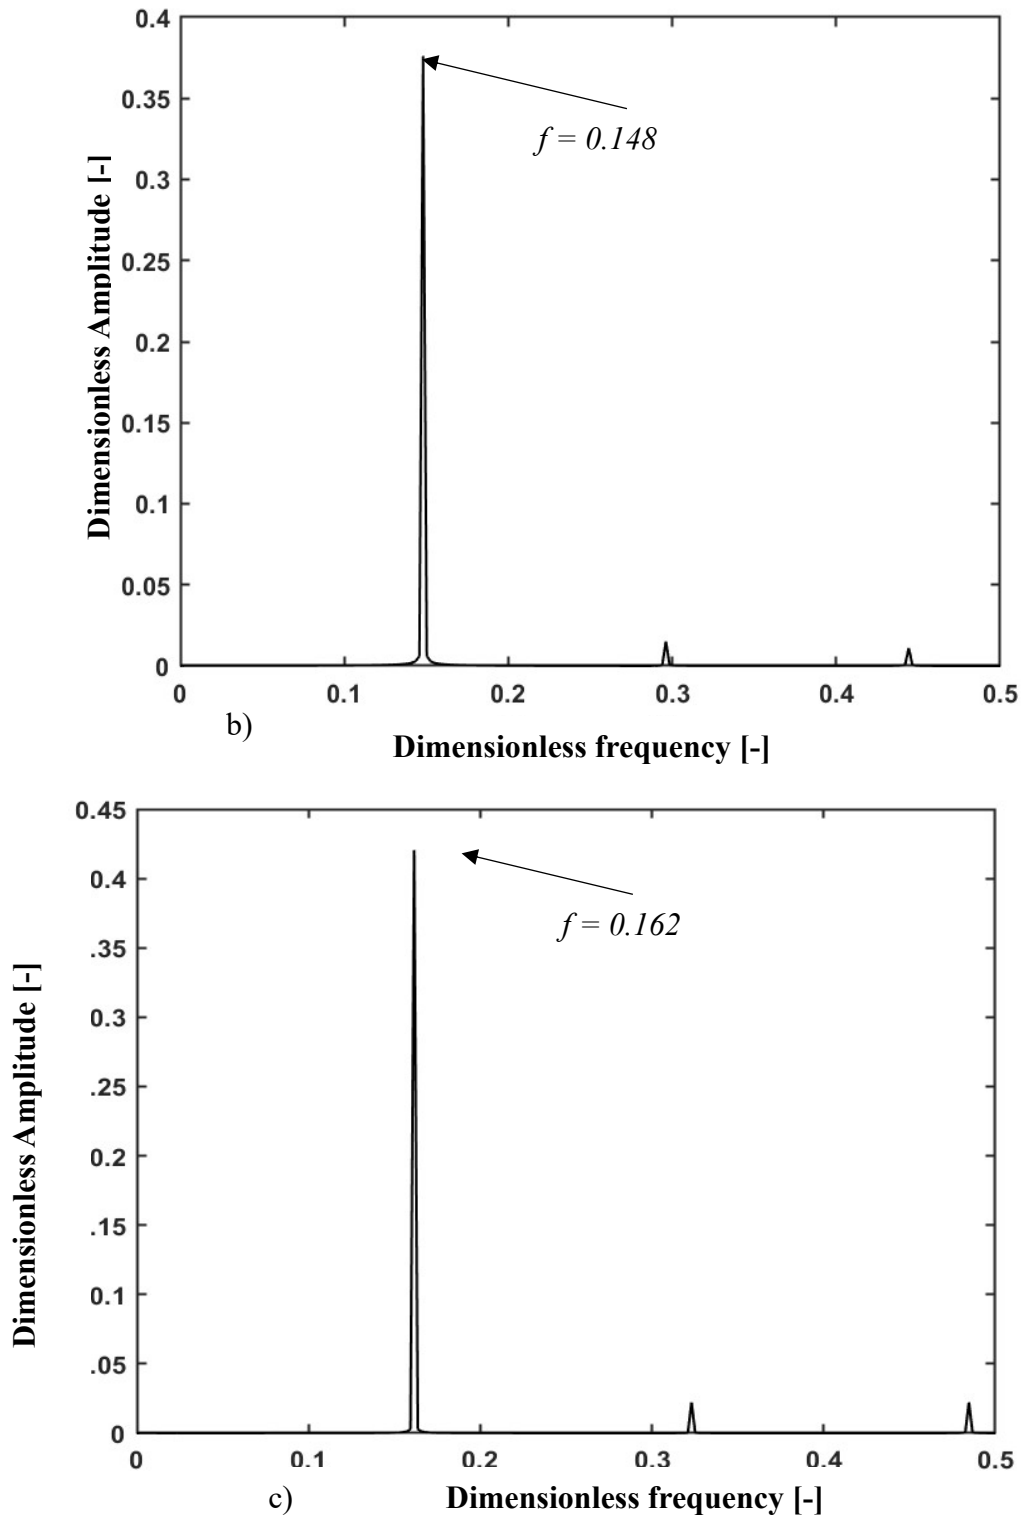 0.4
0.35
0.3
0.25
0.2
0.15
0.1
0.05
0
Dimensionless Amplitude [-]
f = 0.148
0 0.1 0.2 0.3 0.4 0.5
b)
Dimensionless frequency [-]
0.45
0.4
.35
0.3
.25
0.2
.15
0.1
.05
0
Dimensionless Amplitude [-]
f = 0.162
0 0.1 0.2 0.3 0.4 0.5
c) Dimensionless frequency [-]